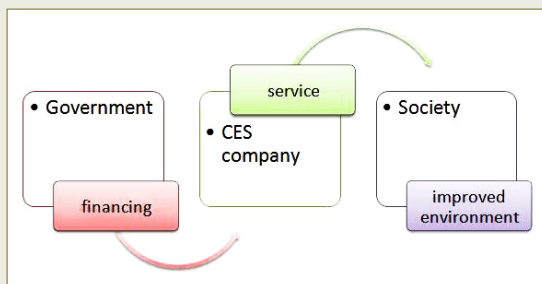 • Government
financing
service
• CES
company
• Society
improved
environment